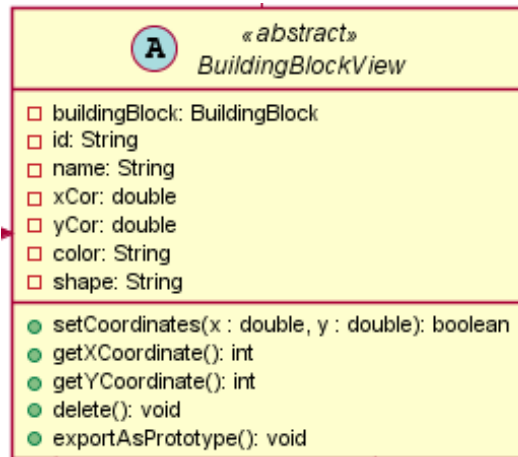 A
«abstract»
BuildingBlockView
buildingBlock: BuildingBlock
id: String
name: String
xCor: double
yCor: double
color: String
shape: String
setCoordinates(x : double, y : double): boolean
getXCoordinate(): int
getYCoordinate(): int
delete(): void
exportAsPrototype(): void